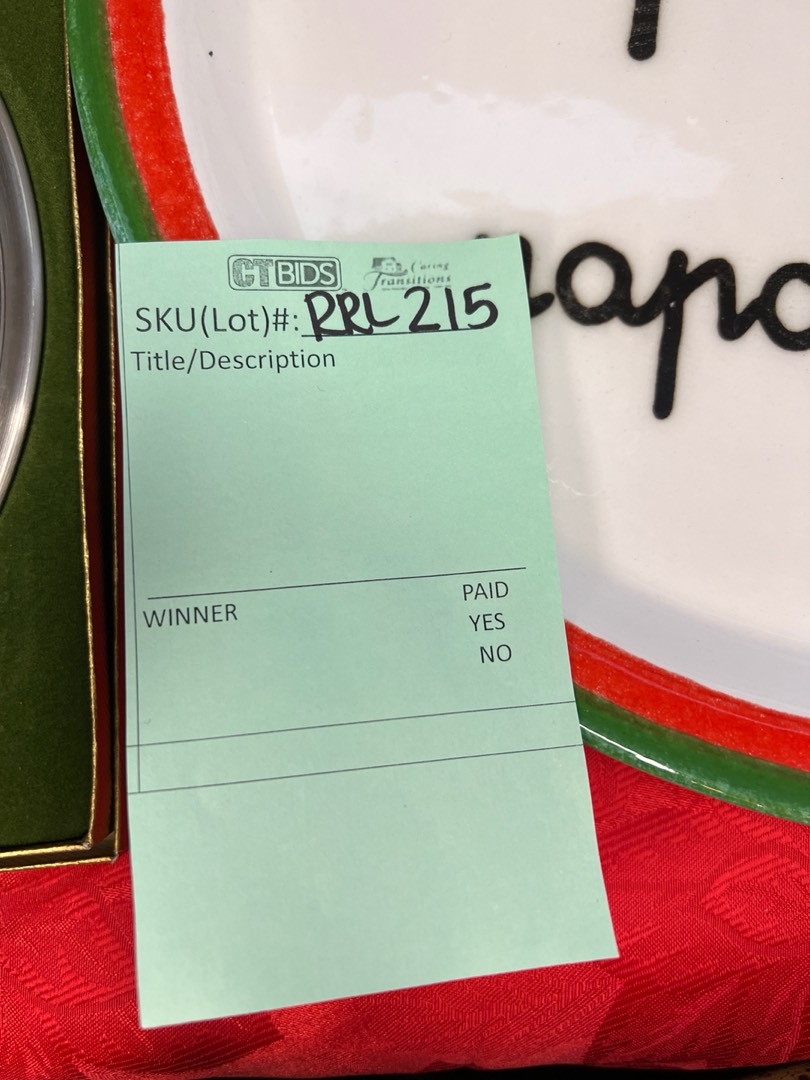 CTBIDS Caring Transitions
SKU(Lot)#: RRL215
Title/Description
WINNER
PAID
YES
NO